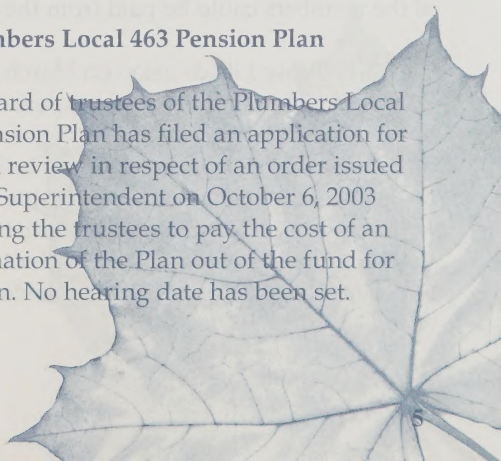 nbers Local 463 Pension Plan
ard of trustees of the Plumbers Local
nsion Plan has filed an application for
l review in respect of an order issued
Superintendent on October 6, 2003
ng the trustees to pay the cost of an
nation of the Plan out of the fund for
n. No hearing date has been set.
5